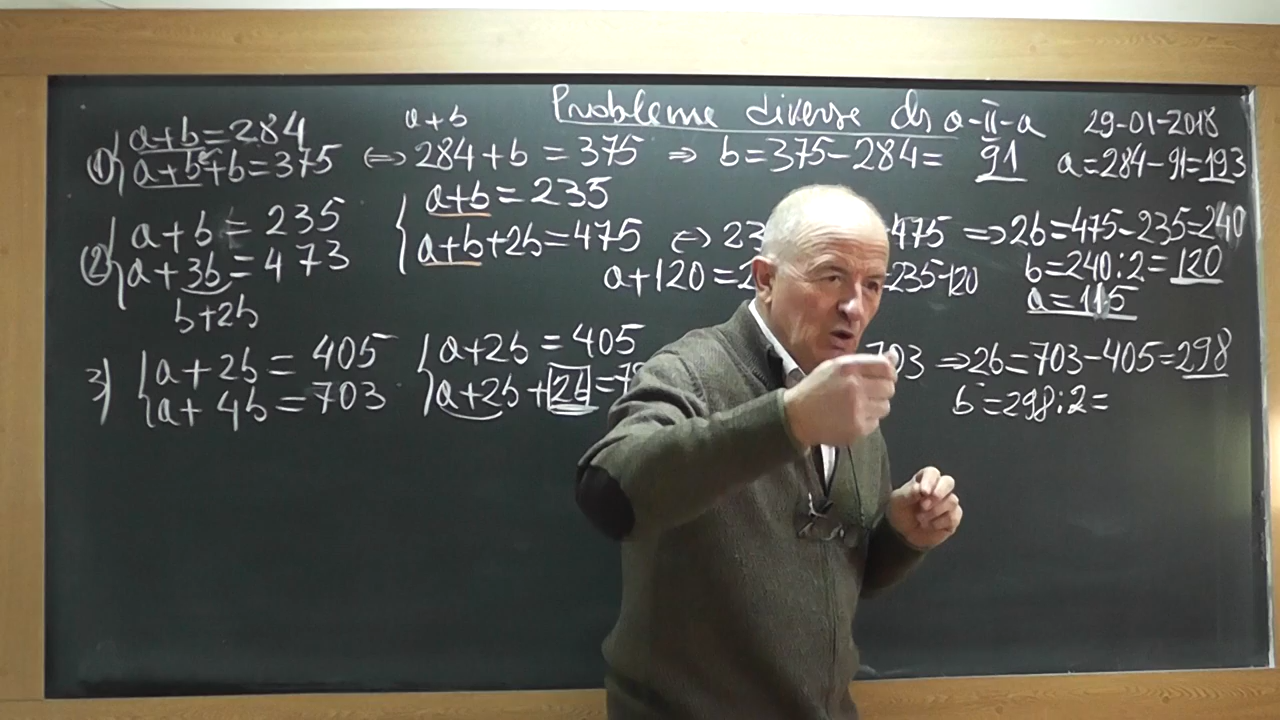 Probleme diverse cls a-II-a 29-01-2018
① { a+b=284
a+b+b=375 ⟺ 284+b=375 ⇒ b=375-284= 91 a=284-91=193
a+b
② { a+b=235
a+3b=473
b+2b
{ a+b=235
a+b+2b=475 ⟺ 475 ⇒ 2b=475-235=240
a+120= =235-120 b=240:2=120
a=115
3) { a+2b=405
a+4b=703
{ a+2b=405
a+2b+2b= 703 ⇒ 2b=703-405=298
b=298:2=